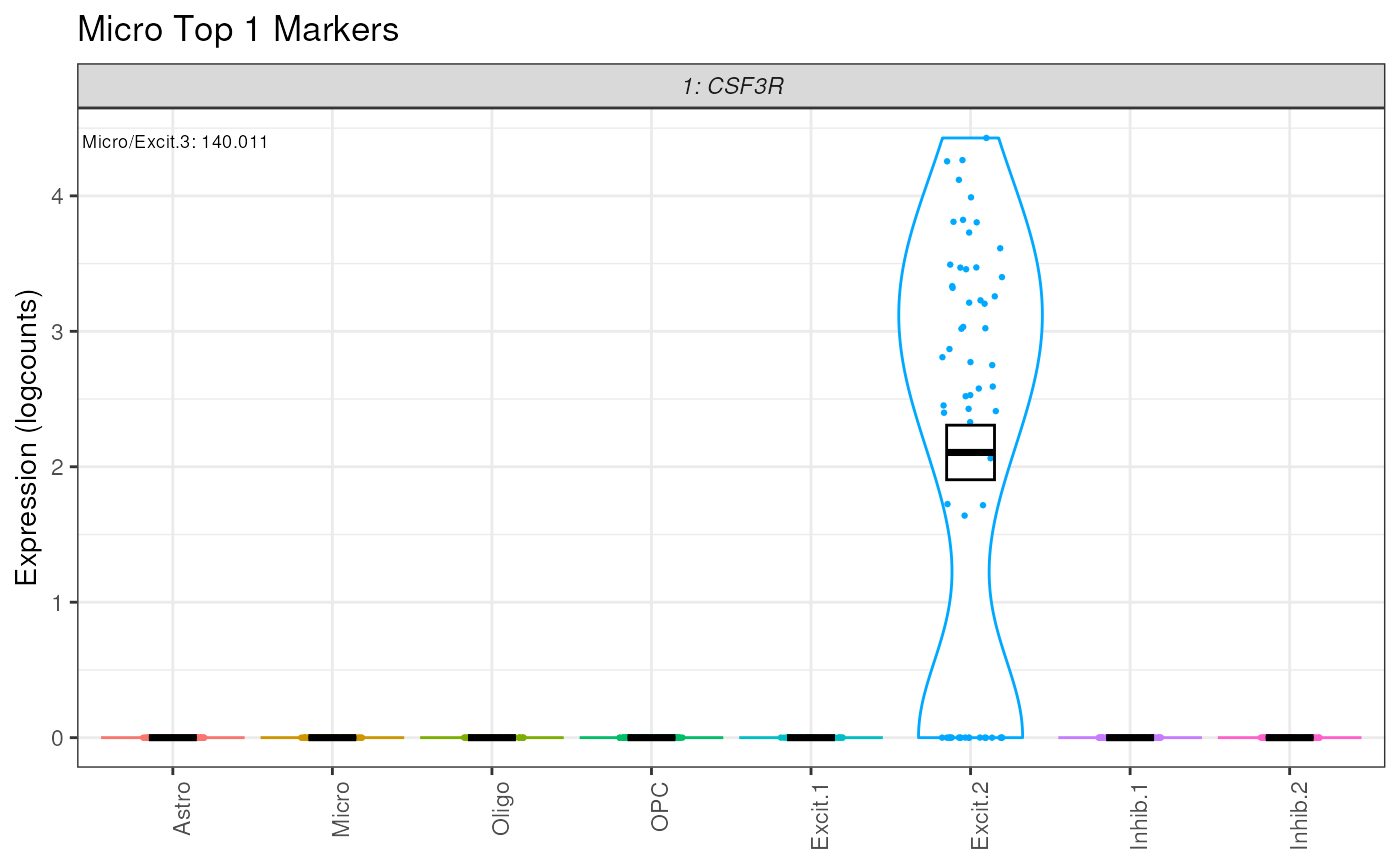 Micro Top 1 Markers
1: CSF3R
Micro/Excit.3: 140.011
Expression (logcounts)
4
3
2
1
0
Astro
Micro
Oligo
OPC
Excit.1
Excit.2
Inhib.1
Inhib.2